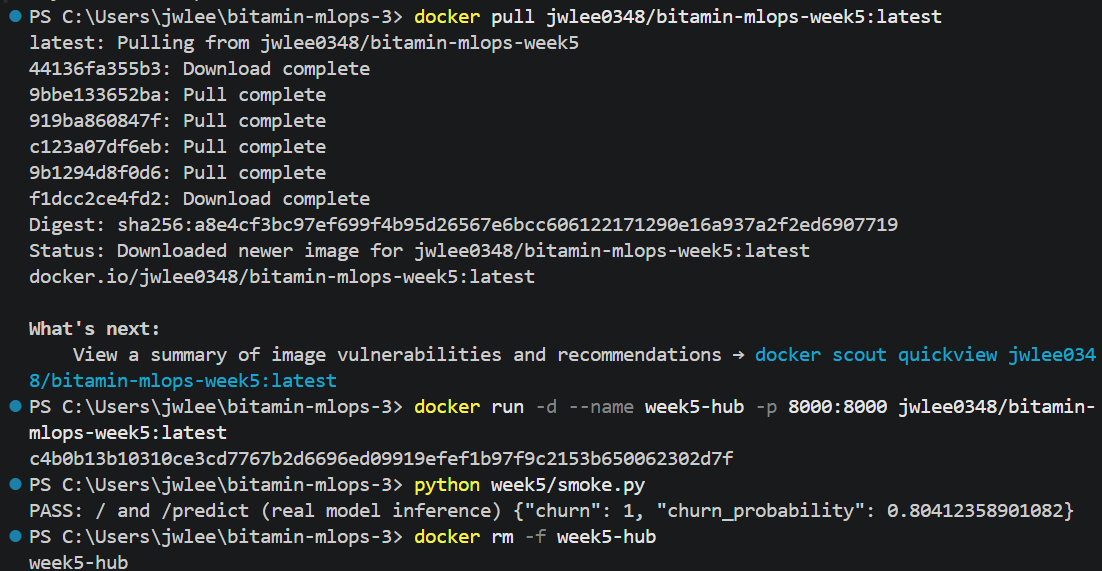 PS C:\Users\jwlee\bitamin-mlops-3> docker pull jwlee0348/bitamin-mlops-week5:latest
latest: Pulling from jwlee0348/bitamin-mlops-week5
44136fa355b3: Download complete
9bbe133652ba: Pull complete
919ba860847f: Pull complete
c123a07df6eb: Pull complete
9b1294d8f0d6: Pull complete
f1dcc2ce4fd2: Download complete
Digest: sha256:a8e4cf3bc97ef699f4b95d26567e6bcc606122171290e16a937a2f2ed6907719
Status: Downloaded newer image for jwlee0348/bitamin-mlops-week5:latest
docker.io/jwlee0348/bitamin-mlops-week5:latest
What's next:
View a summary of image vulnerabilities and recommendations → docker scout quickview jwlee034
8/bitamin-mlops-week5:latest
PS C:\Users\jwlee\bitamin-mlops-3> docker run -d --name week5-hub -p 8000:8000 jwlee0348/bitamin-
mlops-week5:latest
c4b0b13b10310ce3cd7767b2d6696ed09919efef1b97f9c2153b650062302d7f
PS C:\Users\jwlee\bitamin-mlops-3> python week5/smoke.py
PASS: / and /predict (real model inference) {"churn": 1, "churn_probability": 0.80412358901082}
PS C:\Users\jwlee\bitamin-mlops-3> docker rm -f week5-hub
week5-hub